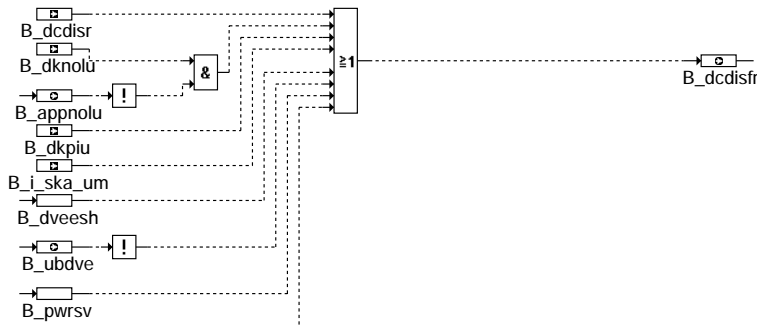 B_dcdisr
B_dknolu
&
≥1
B_dcdisfr
!
B_appnolu
B_dkpiu
B_i_ska_um
B_dveesh
!
B_ubdve
B_pwrsv